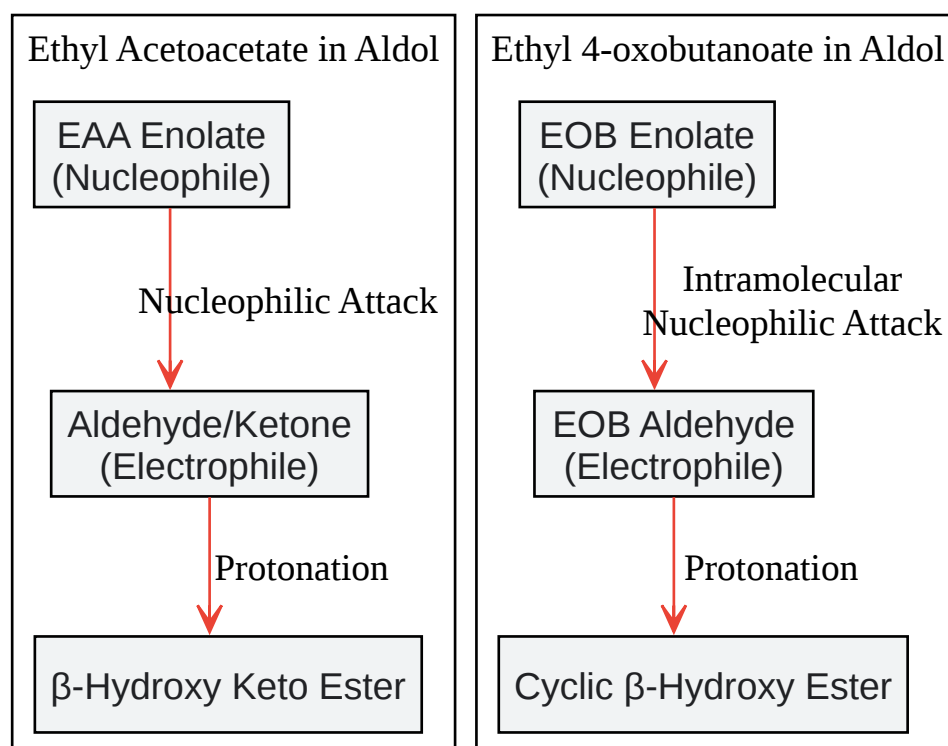 Ethyl Acetoacetate in Aldol
EAA Enolate
(Nucleophile)
Nucleophilic Attack
Aldehyde/Ketone
(Electrophile)
Protonation
β-Hydroxy Keto Ester
Ethyl 4-oxobutanoate in Aldol
EOB Enolate
(Nucleophile)
Intramolecular
Nucleophilic Attack
EOB Aldehyde
(Electrophile)
Protonation
Cyclic β-Hydroxy Ester